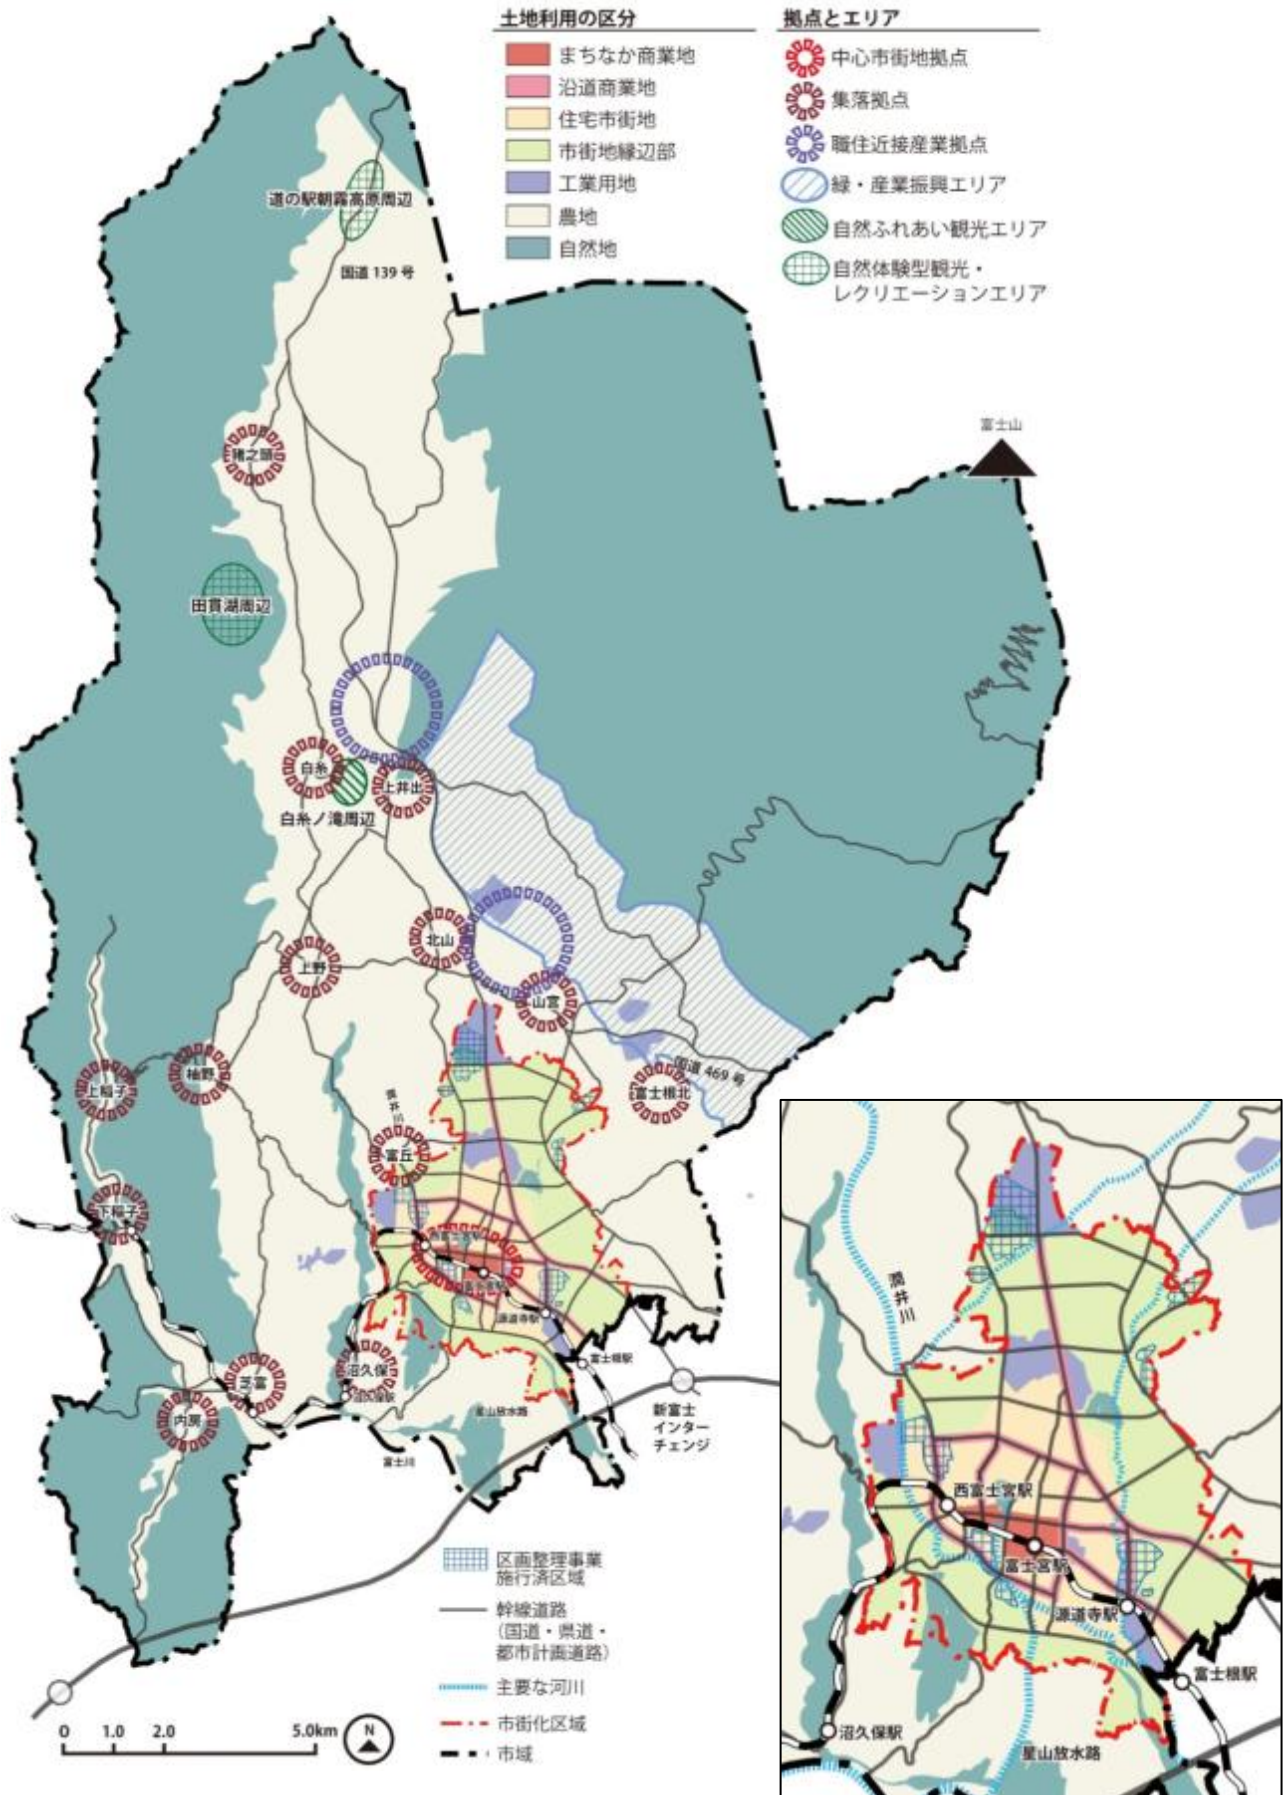 土地利用の区分
まちなか商業地
沿道商業地
住宅市街地
市街地縁辺部
工業用地
農地
自然地
拠点とエリア
中心市街地拠点
集落拠点
職住近接産業拠点
緑・産業振興エリア
自然ふれあい観光エリア
自然体験型観光・
レクリエーションエリア
道の駅朝霧高原周辺
国道 139 号
富士山
猪之頭
田貫湖周辺
白糸
上井出
白糸ノ滝周辺
北山
上野
山宮
国道 469 号
上稲子
柚野
富士根北
潤井川
富丘
下稲子
西富士宮駅
富士宮駅
源道寺駅
富士根駅
沼久保
沼久保駅
芝富
内房
星山放水路
富士川
新富士
インター
チェンジ
区画整理事業
施行済区域
幹線道路
(国道・県道・
都市計画道路)
主要な河川
市街化区域
市域
0 1.0 2.0 5.0km
N
潤井川
西富士宮駅
富士宮駅
源道寺駅
富士根駅
沼久保駅
星山放水路